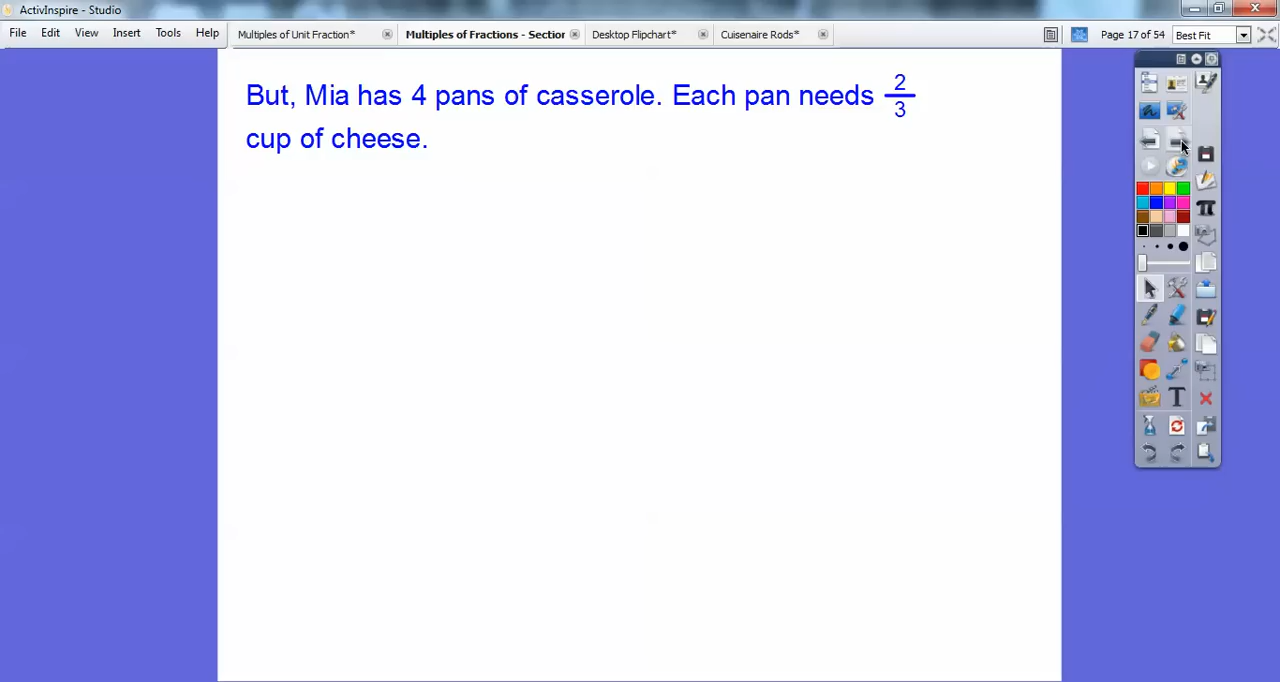 ActivInspire - Studio
File Edit View Insert Tools Help
Multiples of Unit Fraction* Multiples of Fractions - Section Desktop Flipchart* Cuisenaire Rods* Page 17 of 54 Best Fit
But, Mia has 4 pans of casserole. Each pan needs 2/3
cup of cheese.